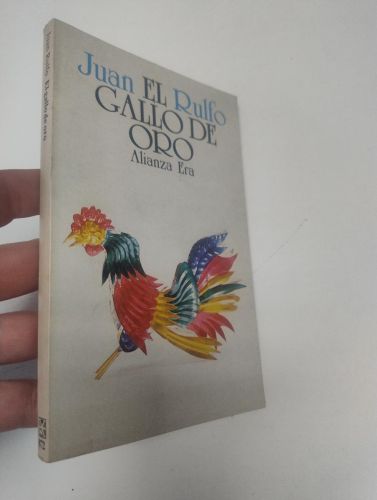 Juan EL Rulfo
GALLO DE
ORO
Alianza Era
Juan Rulfo El gallo de oro